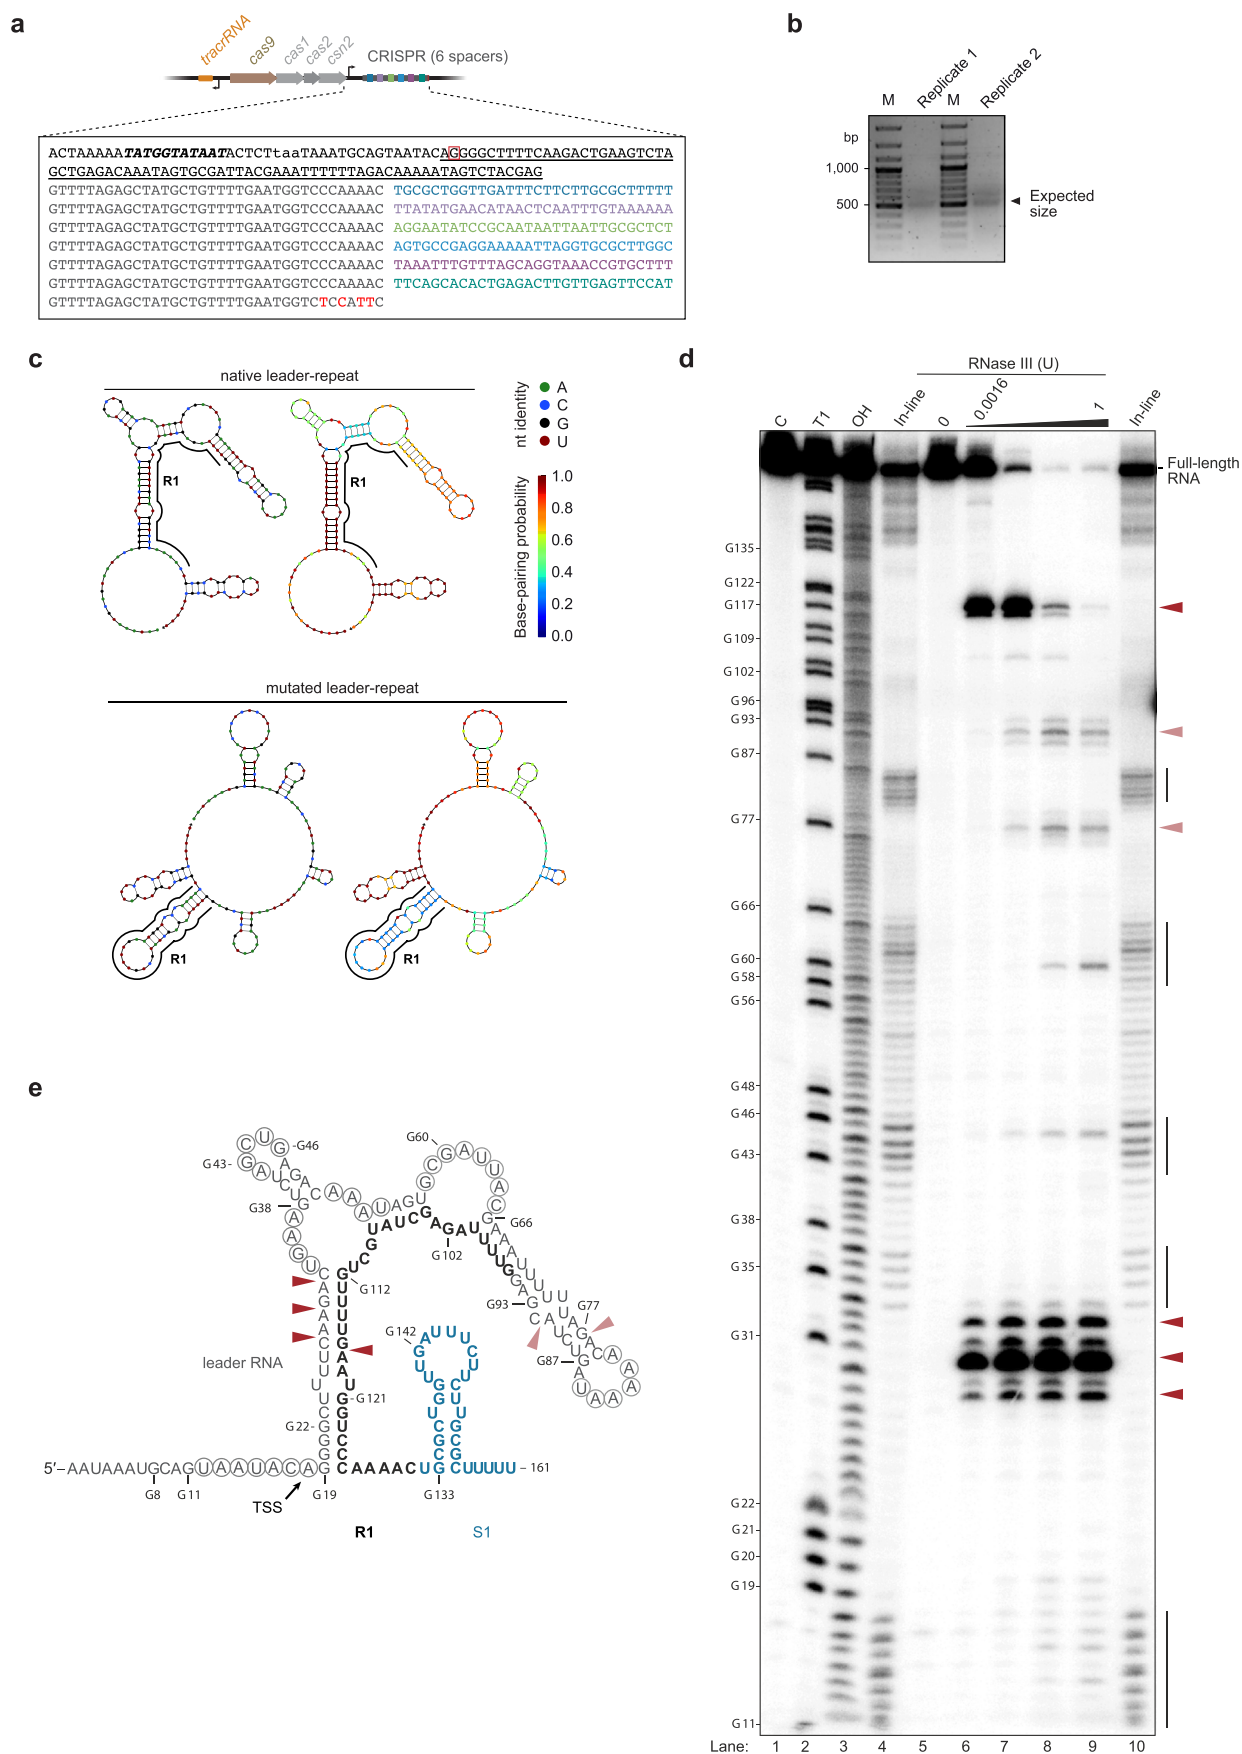 a
tracrRNA
cas9
cas1
cas2
csn2
CRISPR (6 spacers)
ACTAAAAATATGGTATAATACTCTtaaTAAATGCAGTAATACAGGGGCTTTTCAAGACTGAAGTCTA
GCTGAGACAAATAGTGCGATTACGAAATTTTTTAGACAAAAATAGTCTACGAG
GTTTTAGAGCTATGCTGTTTTGAATGGTCCCAAAAC TGCGCTGGTTGATTTCTTCTTGCGCTTTTT
GTTTTAGAGCTATGCTGTTTTGAATGGTCCCAAAAC TTATATGAACATAACTCAATTTGTAAAAAA
GTTTTAGAGCTATGCTGTTTTGAATGGTCCCAAAAC AGGAATATCCGCAATAATTAATTGCGCTCT
GTTTTAGAGCTATGCTGTTTTGAATGGTCCCAAAAC AGTGCCGAGGAAAAATTAGGTGCGCTTGGC
GTTTTAGAGCTATGCTGTTTTGAATGGTCCCAAAAC TAAATTTGTTTAGCAGGTAAACCGTGCTTT
GTTTTAGAGCTATGCTGTTTTGAATGGTCCCAAAAC TTCAGCACACTGAGACTTGTTGAGTTCCAT
GTTTTAGAGCTATGCTGTTTTGAATGGTCTCCATTC
b
Replicate 1
Replicate 2
M
M
bp
1,000
500
Expected
size
c
native leader-repeat
R1
R1
nt identity
A
C
G
U
Base-pairing probability
1.0
0.8
0.6
0.4
0.2
0.0
mutated leader-repeat
R1
R1
d
RNase III (U)
C
T1
OH
In-line
0
0.0016
1
In-line
Full-length
RNA
G135
G122
G117
G109
G102
G96
G93
G87
G77
G66
G60
G58
G56
G48
G46
G43
G38
G35
G31
G22
G21
G20
G19
G11
Lane: 1 2 3 4 5 6 7 8 9 10
e
G46
G43
G38
G60
G66
G102
G112
G93
G77
G87
G142
G121
leader RNA
G22
5′–AAUAAAUGCAGUAAUACAG
CAAAACUG
CUUUUU
161
G8
G11
TSS
G19
G133
R1
S1